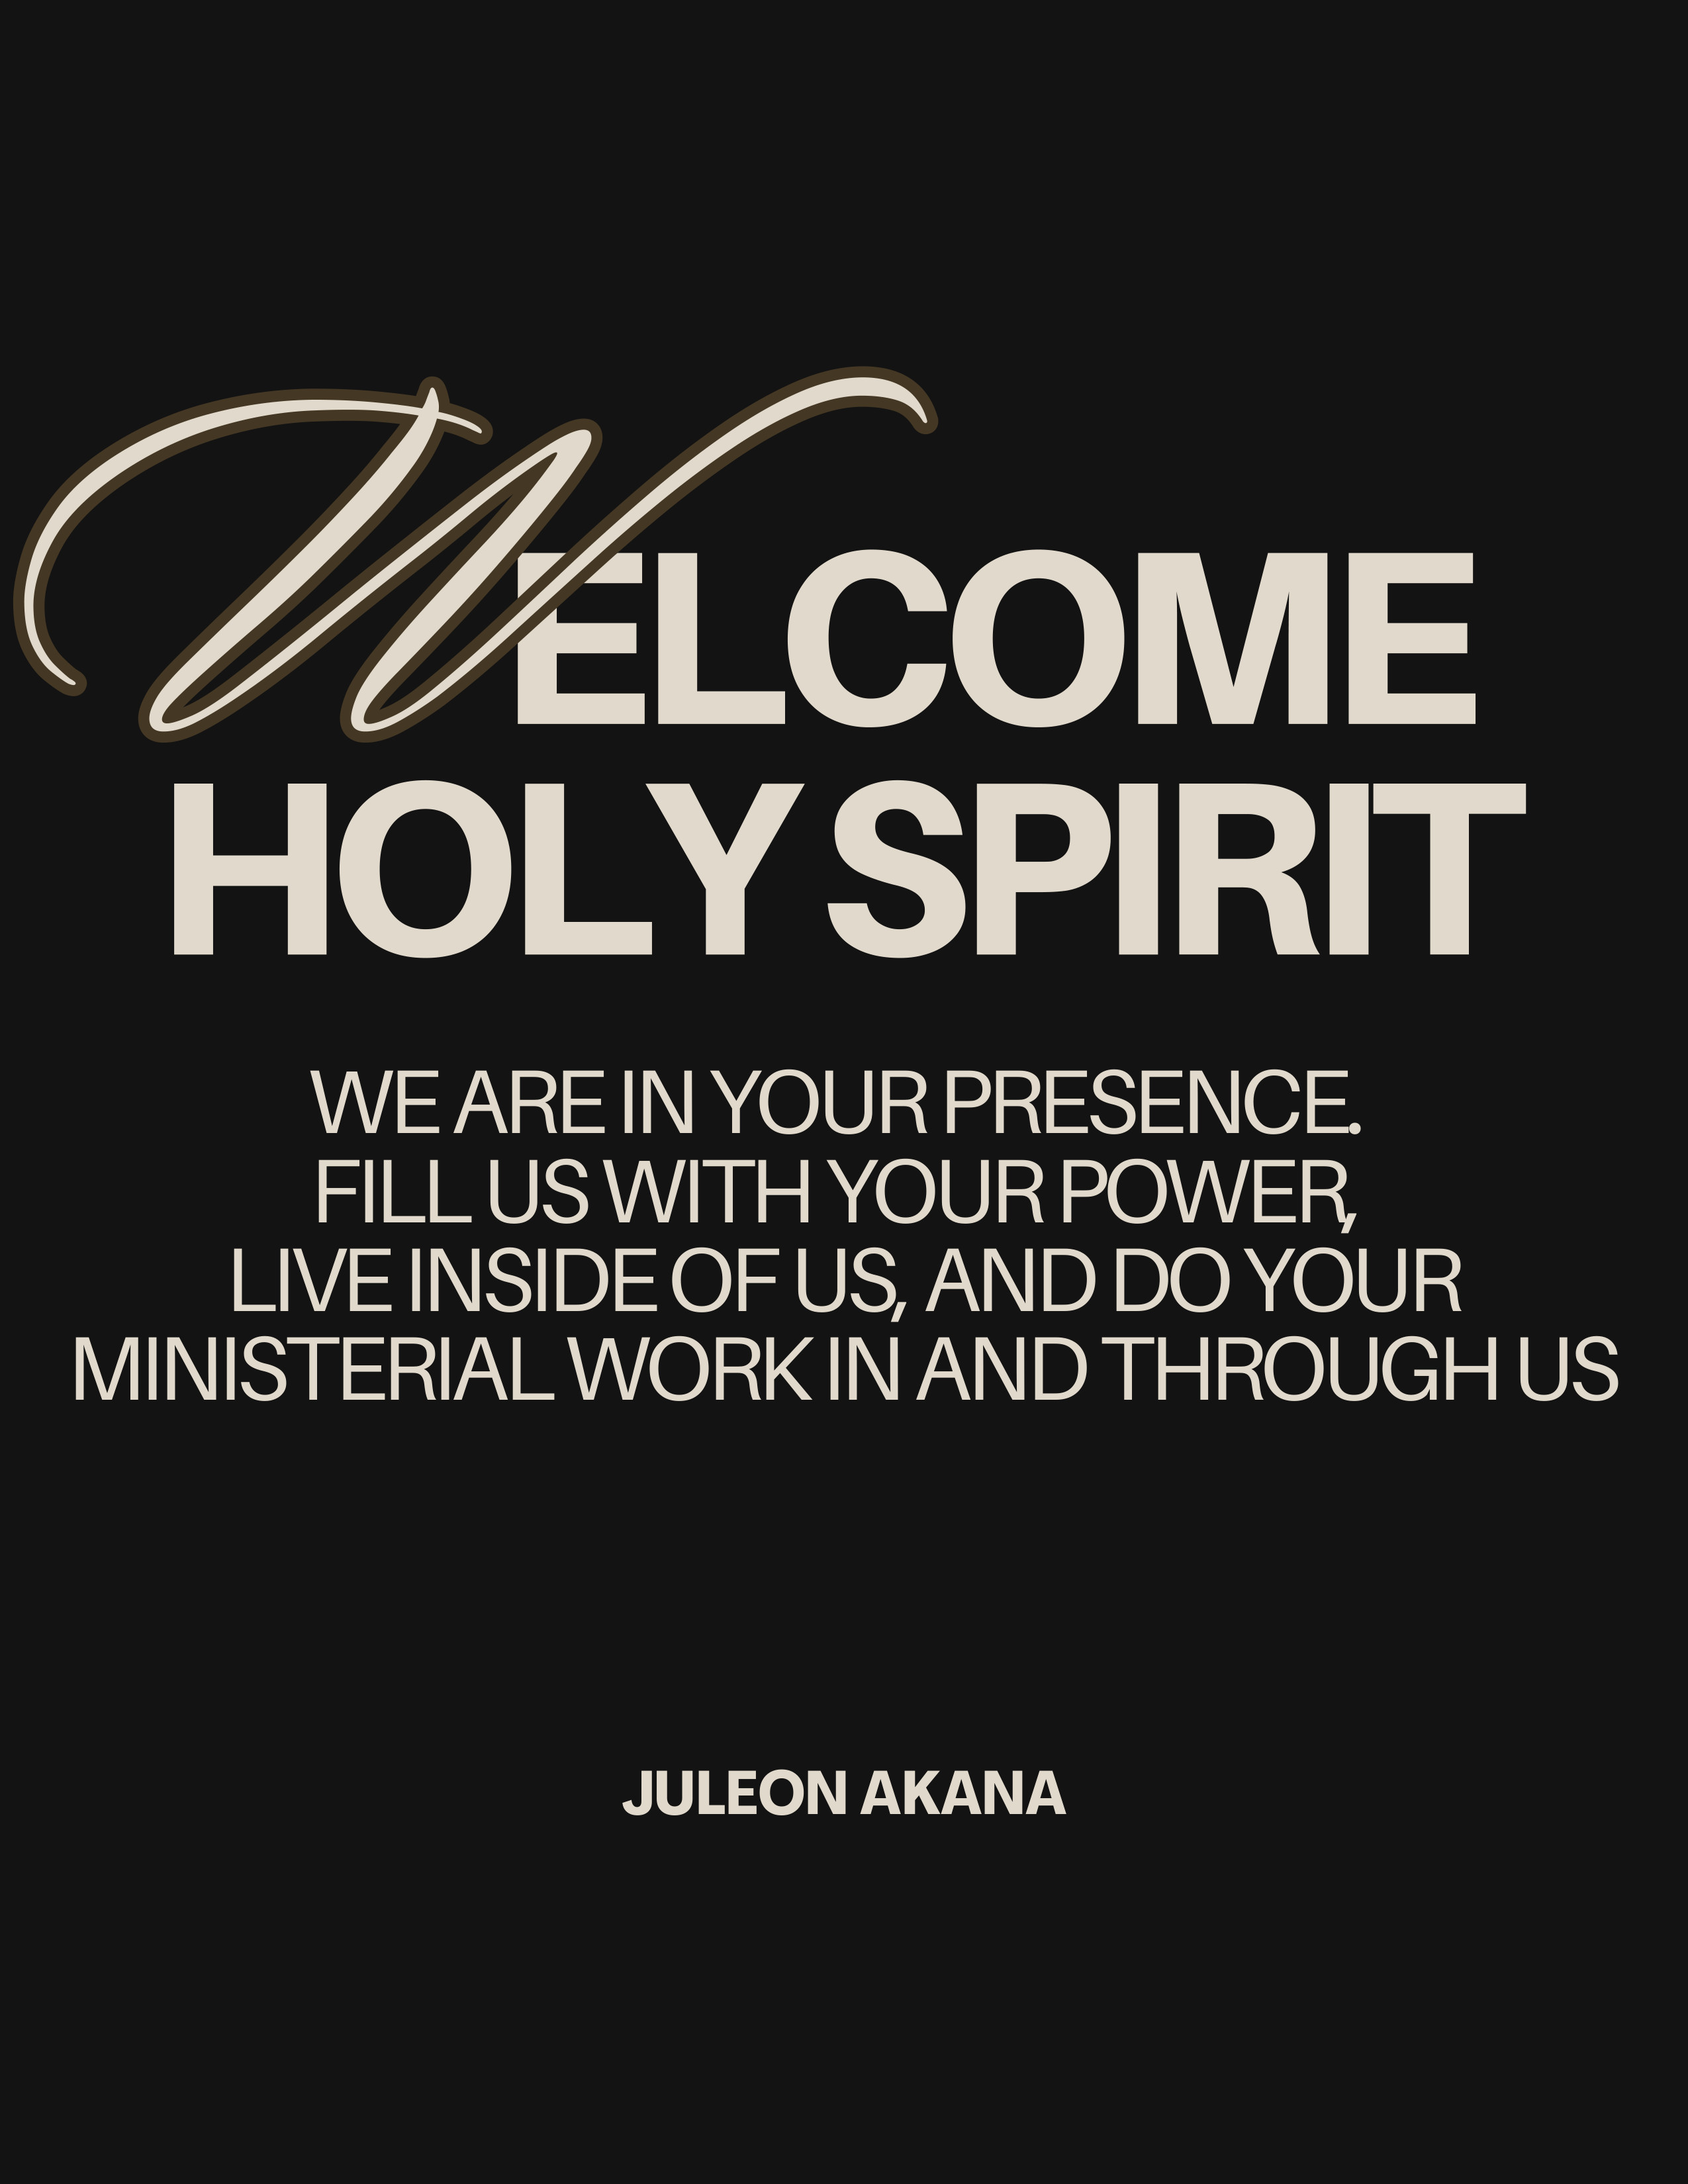 WELCOME
HOLY SPIRIT
WE ARE IN YOUR PRESENCE.
FILL US WITH YOUR POWER,
LIVE INSIDE OF US, AND DO YOUR
MINISTERIAL WORK IN AND THROUGH US
JULEON AKANA